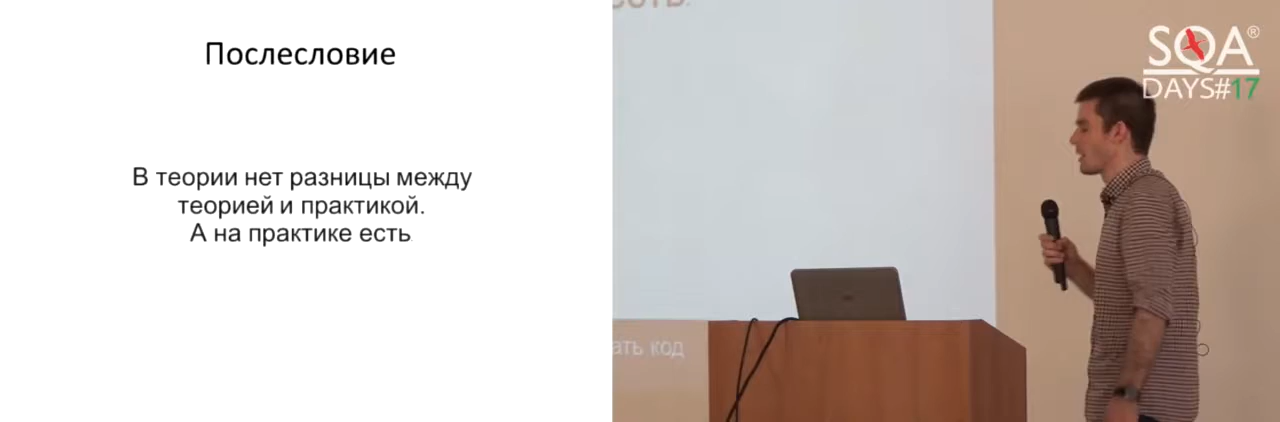 Послесловие
В теории нет разницы между
теорией и практикой.
А на практике есть.
SQA®
DAYS#17
ать код